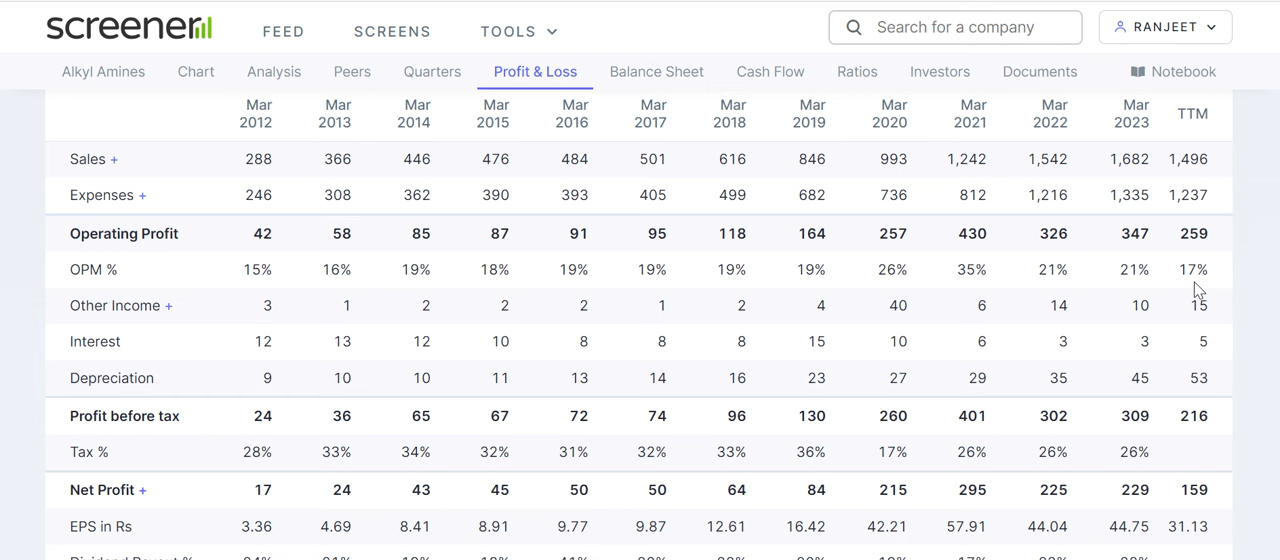 screener FEED SCREENS TOOLS Search for a company RANJEET
Alkyl Amines Chart Analysis Peers Quarters Profit & Loss Balance Sheet Cash Flow Ratios Investors Documents Notebook
Mar 2012 Mar 2013 Mar 2014 Mar 2015 Mar 2016 Mar 2017 Mar 2018 Mar 2019 Mar 2020 Mar 2021 Mar 2022 Mar 2023 TTM
Sales + 288 366 446 476 484 501 616 846 993 1,242 1,542 1,682 1,496
Expenses + 246 308 362 390 393 405 499 682 736 812 1,216 1,335 1,237
Operating Profit 42 58 85 87 91 95 118 164 257 430 326 347 259
OPM % 15% 16% 19% 18% 19% 19% 19% 19% 26% 35% 21% 21% 17%
Other Income + 3 1 2 2 2 1 2 4 40 6 14 10 15
Interest 12 13 12 10 8 8 8 15 10 6 3 3 5
Depreciation 9 10 10 11 13 14 16 23 27 29 35 45 53
Profit before tax 24 36 65 67 72 74 96 130 260 401 302 309 216
Tax % 28% 33% 34% 32% 31% 32% 33% 36% 17% 26% 26% 26%
Net Profit + 17 24 43 45 50 50 64 84 215 295 225 229 159
EPS in Rs 3.36 4.69 8.41 8.91 9.77 9.87 12.61 16.42 42.21 57.91 44.04 44.75 31.13
Dividend Payout %